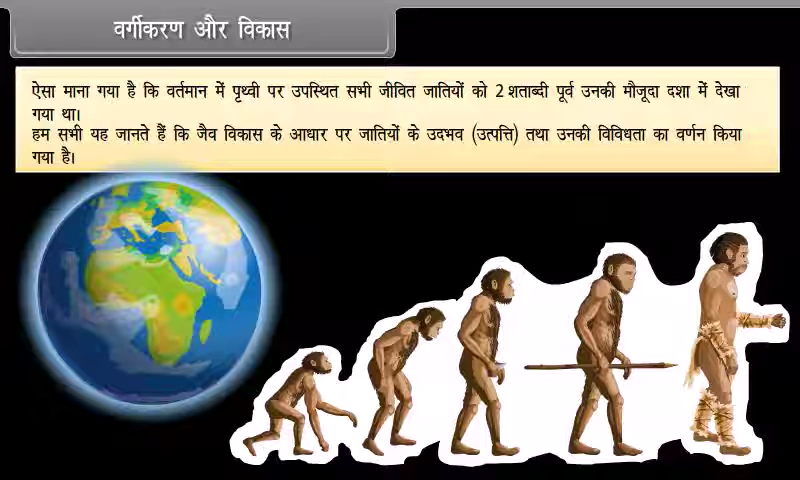 वर्गीकरण और विकास
ऐसा माना गया है कि वर्तमान में पृथ्वी पर उपस्थित सभी जीवित जातियों को 2 शताब्दी पूर्व उनकी मौजूदा दशा में देखा
गया था।
हम सभी यह जानते हैं कि जैव विकास के आधार पर जातियों के उदभव (उत्पत्ति) तथा उनकी विविधता का वर्णन किया
गया है।